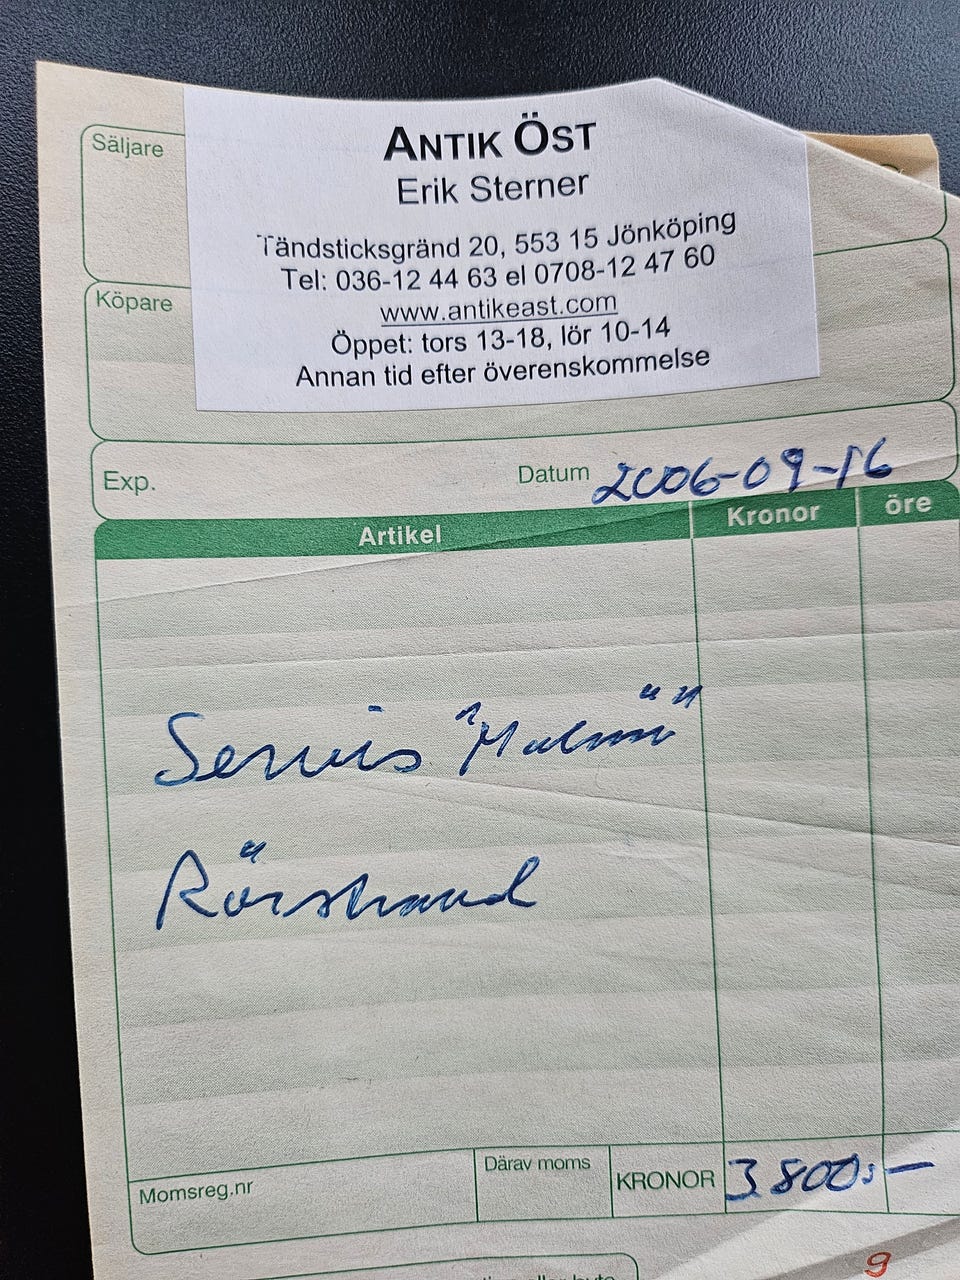 Säljare
ANTIK ÖST
Erik Sterner
Tändsticksgränd 20, 553 15 Jönköping
Tel: 036-12 44 63 el 0708-12 47 60
www.antikeast.com
Öppet: tors 13-18, lör 10-14
Annan tid efter överenskommelse
Köpare
Exp.
Datum 2006-09-16
Artikel Kronor öre
Servis "Malmö"
Rörstrand
Momsreg.nr Därav moms KRONOR 3.800:-
9